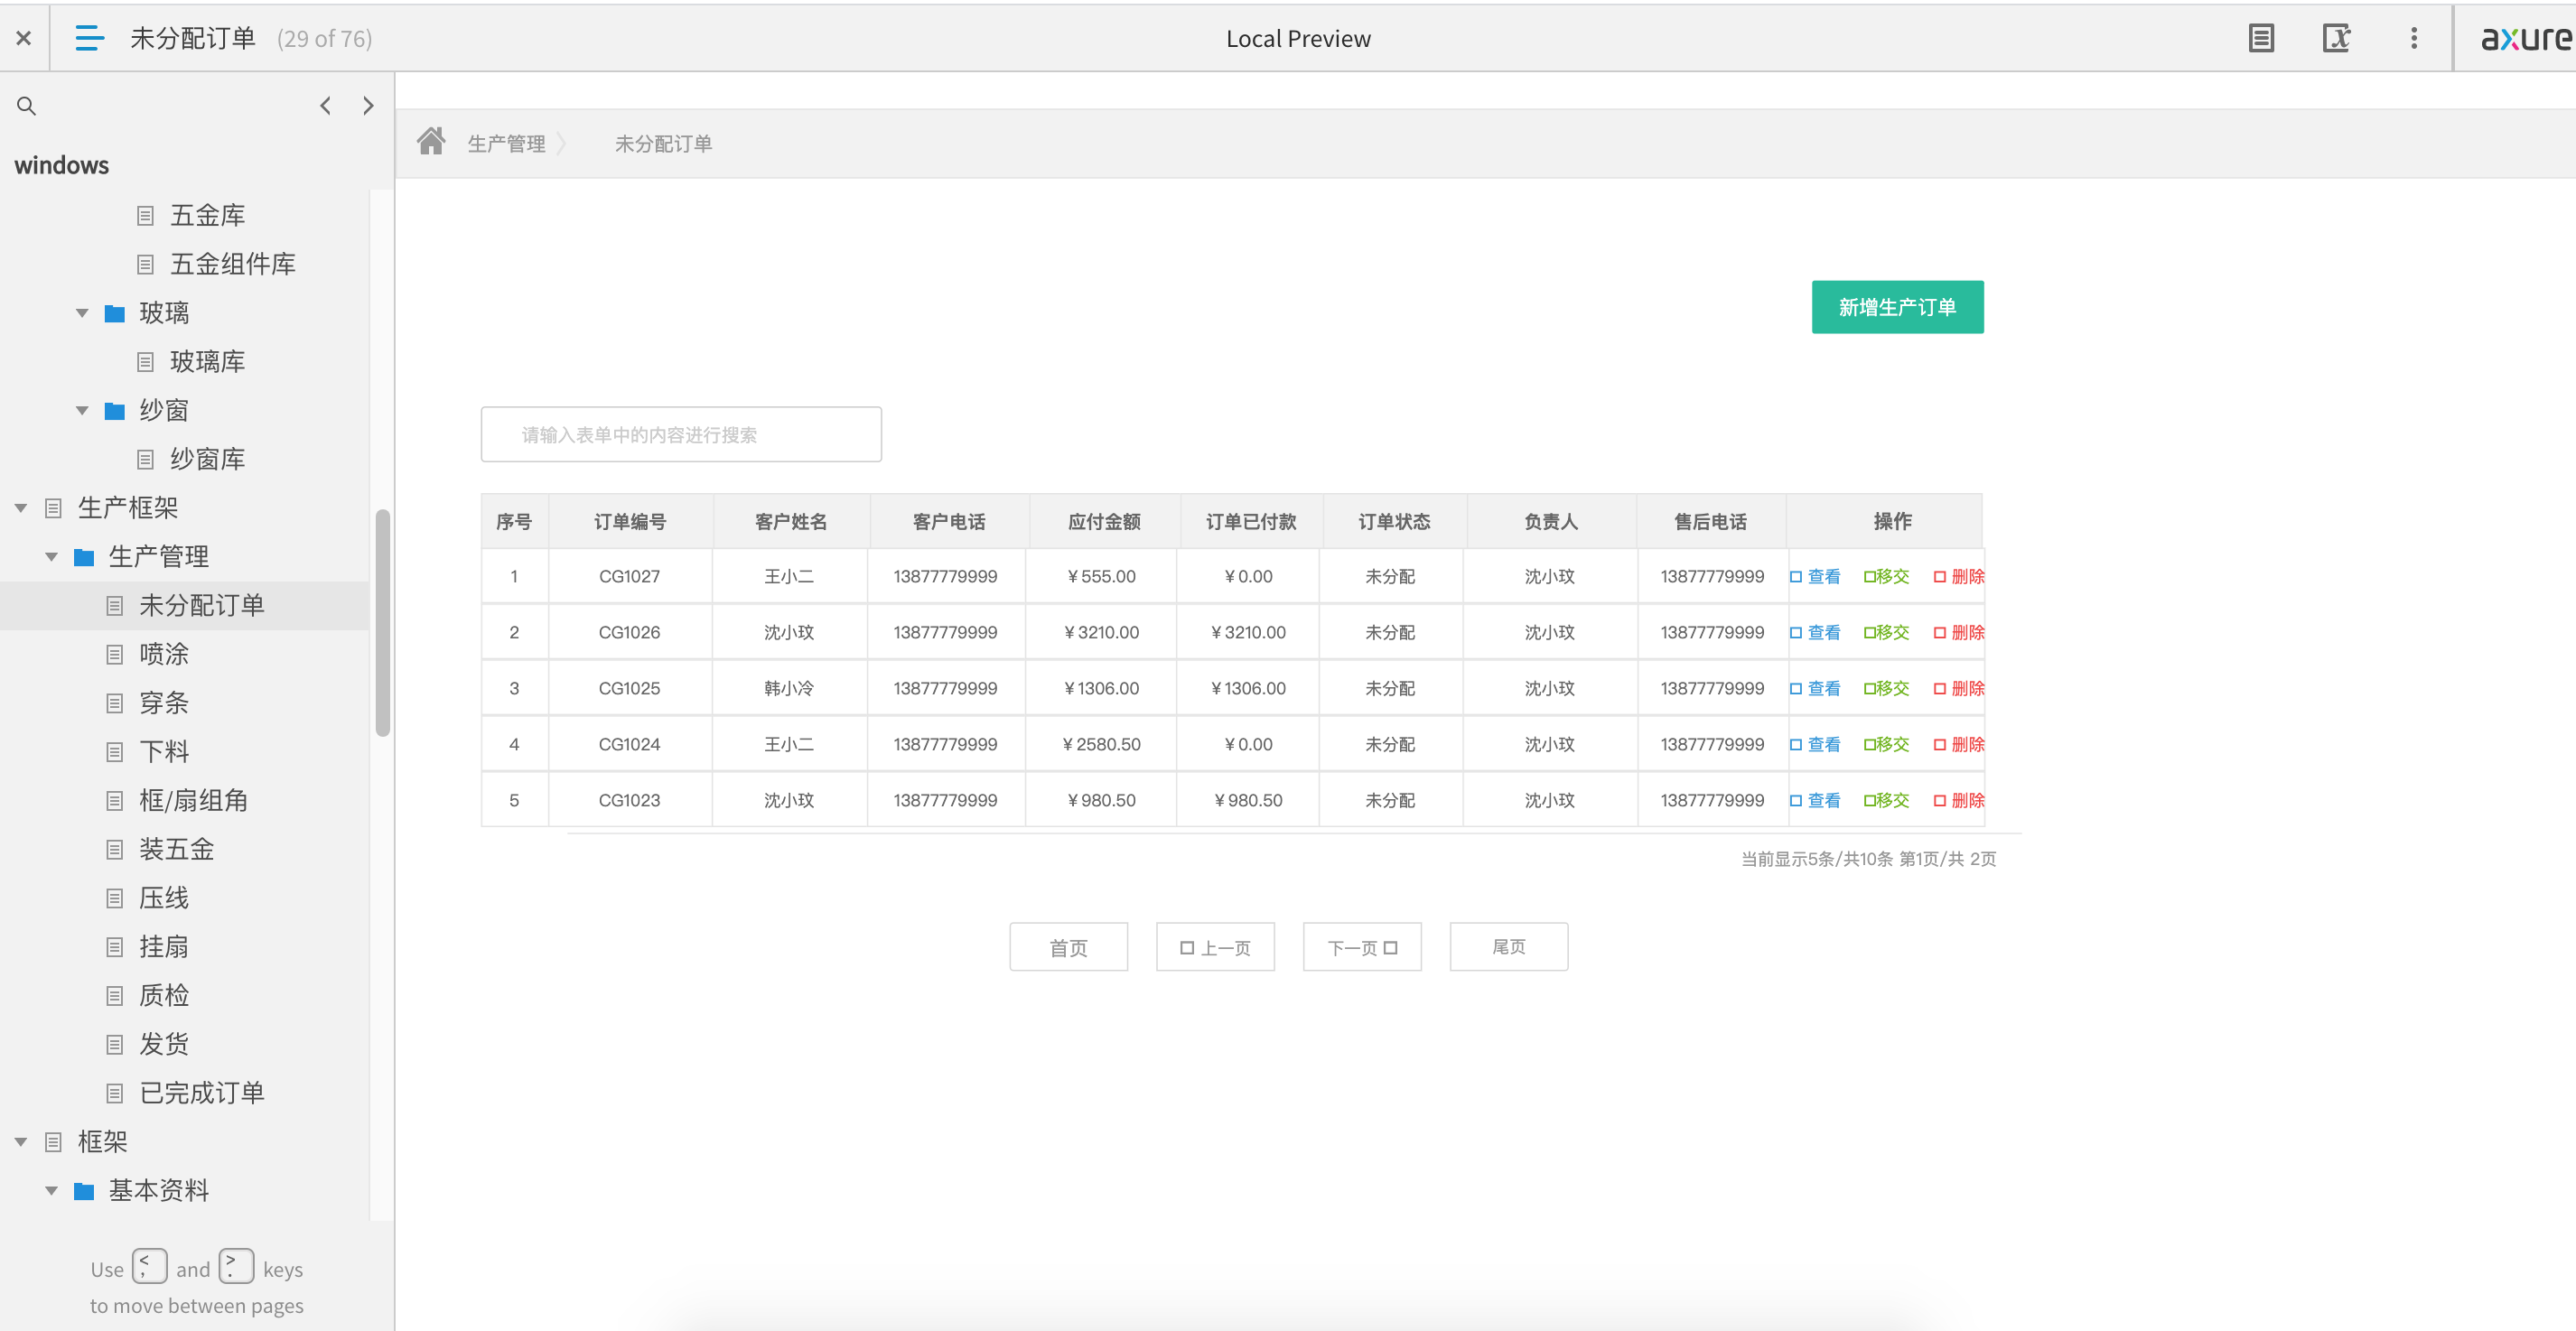 未分配订单 (29 of 76)
Local Preview
axure
windows
五金库
五金组件库
玻璃
玻璃库
纱窗
纱窗库
生产框架
生产管理
未分配订单
喷涂
穿条
下料
框/扇组角
装五金
压线
挂扇
质检
发货
已完成订单
框架
基本资料
Use < , and > . keys
to move between pages
生产管理 未分配订单
新增生产订单
请输入表单中的内容进行搜索
序号 订单编号 客户姓名 客户电话 应付金额 订单已付款 订单状态 负责人 售后电话 操作
1 CG1027 王小二 13877779999 ¥555.00 ¥0.00 未分配 沈小玟 13877779999 查看 移交 删除
2 CG1026 沈小玟 13877779999 ¥3210.00 ¥3210.00 未分配 沈小玟 13877779999 查看 移交 删除
3 CG1025 韩小冷 13877779999 ¥1306.00 ¥1306.00 未分配 沈小玟 13877779999 查看 移交 删除
4 CG1024 王小二 13877779999 ¥2580.50 ¥0.00 未分配 沈小玟 13877779999 查看 移交 删除
5 CG1023 沈小玟 13877779999 ¥980.50 ¥980.50 未分配 沈小玟 13877779999 查看 移交 删除
当前显示5条/共10条 第1页/共 2页
首页 上一页 下一页 尾页